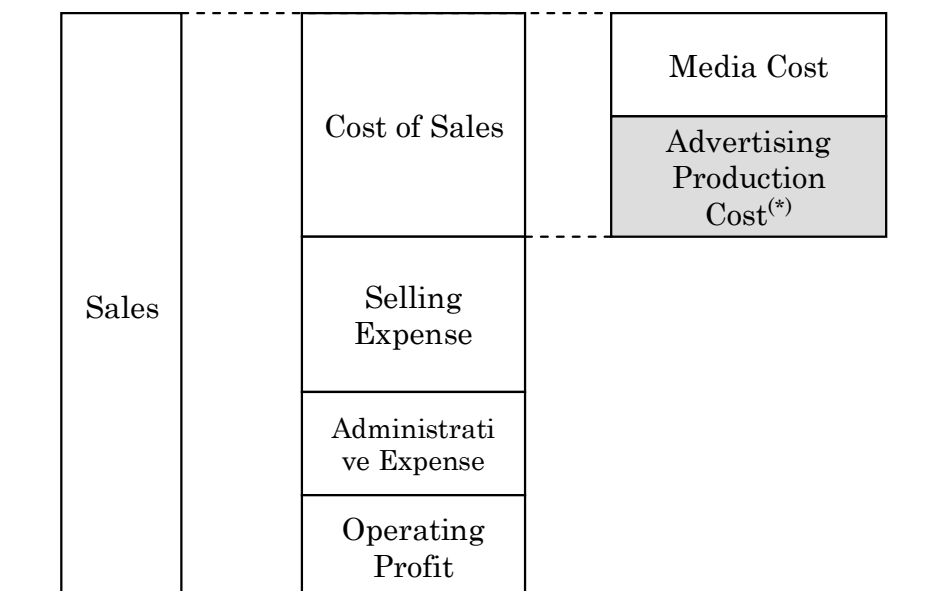 Sales
Cost of Sales
Selling
Expense
Administrati
ve Expense
Operating
Profit
Media Cost
Advertising
Production
Cost(*)